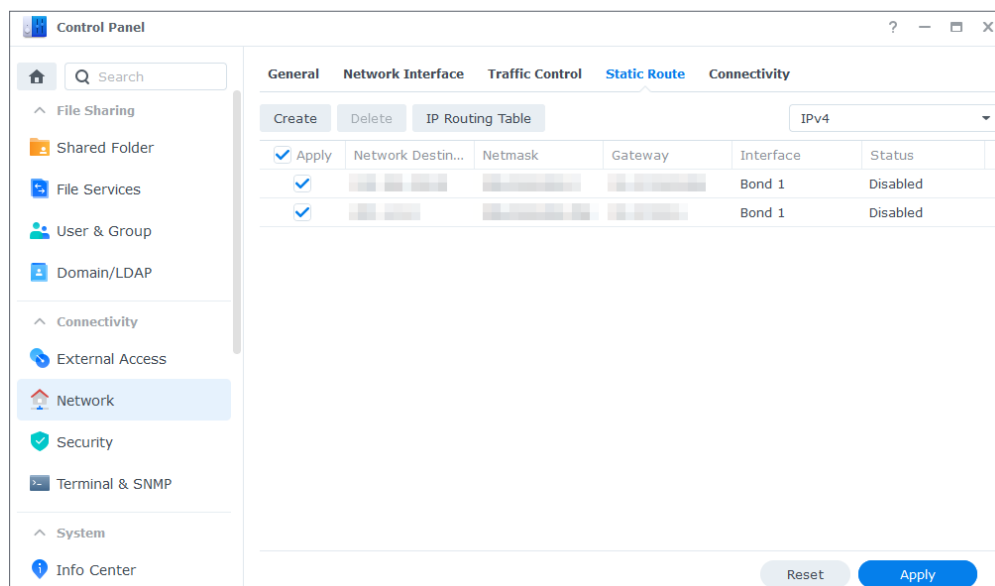 Control Panel
?
Search
File Sharing
Shared Folder
File Services
User & Group
Domain/LDAP
Connectivity
External Access
Network
Security
Terminal & SNMP
System
Info Center
General Network Interface Traffic Control Static Route Connectivity
Create Delete IP Routing Table IPv4
Apply Network Destin... Netmask Gateway Interface Status
Bond 1 Disabled
Bond 1 Disabled
Reset Apply